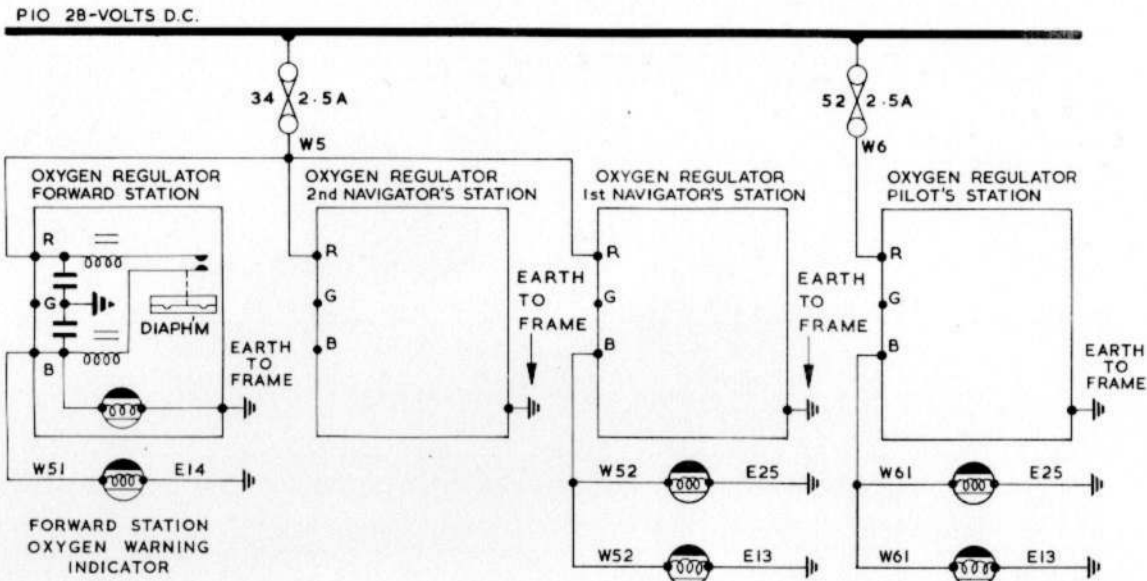 P10 28-VOLTS D.C.
34 2.5A
52 2.5A
W5
W6
OXYGEN REGULATOR
FORWARD STATION
OXYGEN REGULATOR
2nd NAVIGATOR'S STATION
OXYGEN REGULATOR
1st NAVIGATOR'S STATION
OXYGEN REGULATOR
PILOT'S STATION
R
G
B
DIAPH'M
EARTH
TO
FRAME
R
G
B
EARTH
TO
FRAME
R
G
B
EARTH
TO
FRAME
R
G
B
EARTH
TO
FRAME
W51 E14
W52 E25
W61 E25
FORWARD STATION
OXYGEN WARNING
INDICATOR
W52 E13
W61 E13